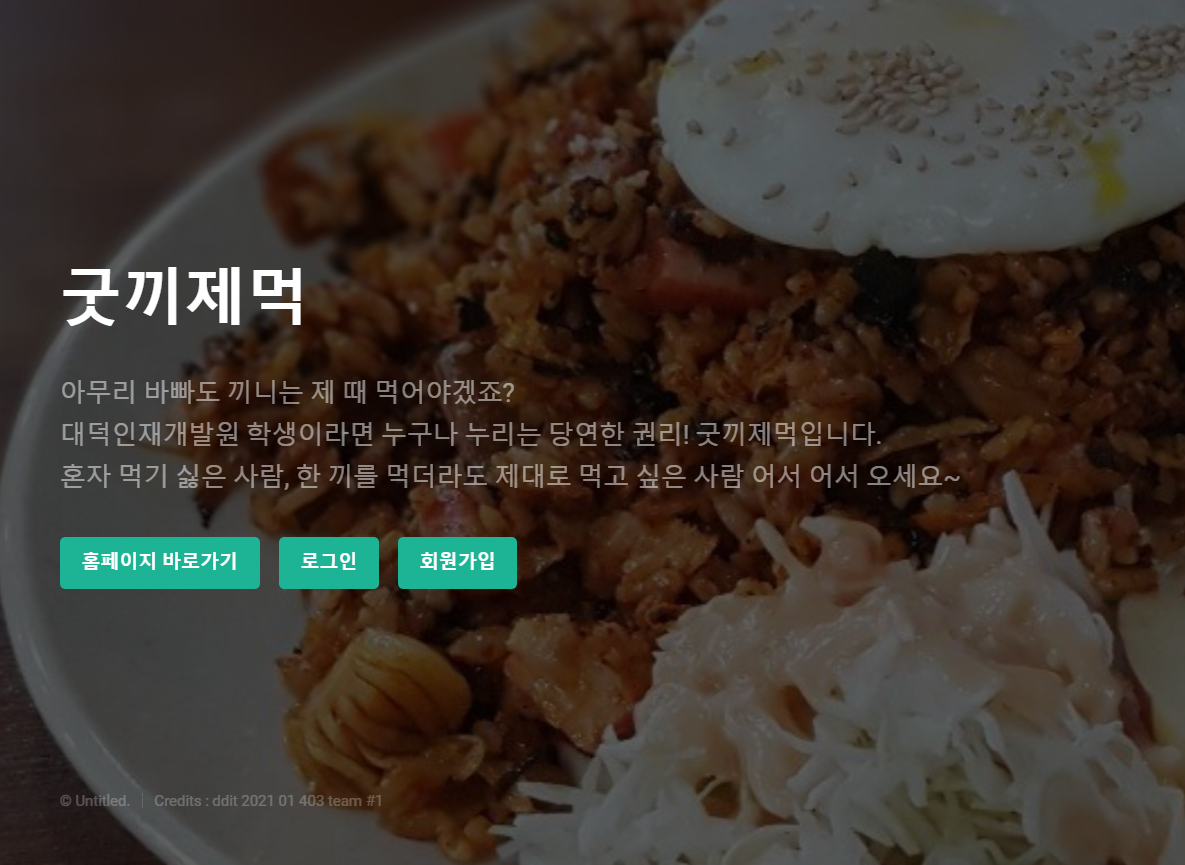 굿끼제먹
아무리 바빠도 끼니는 제 때 먹어야겠죠?
대덕인재개발원 학생이라면 누구나 누리는 당연한 권리! 굿끼제먹입니다.
혼자 먹기 싫은 사람, 한 끼를 먹더라도 제대로 먹고 싶은 사람 어서 어서 오세요~
홈페이지 바로가기 로그인 회원가입
© Untitled. Credits : ddit 2021 01 403 team #1